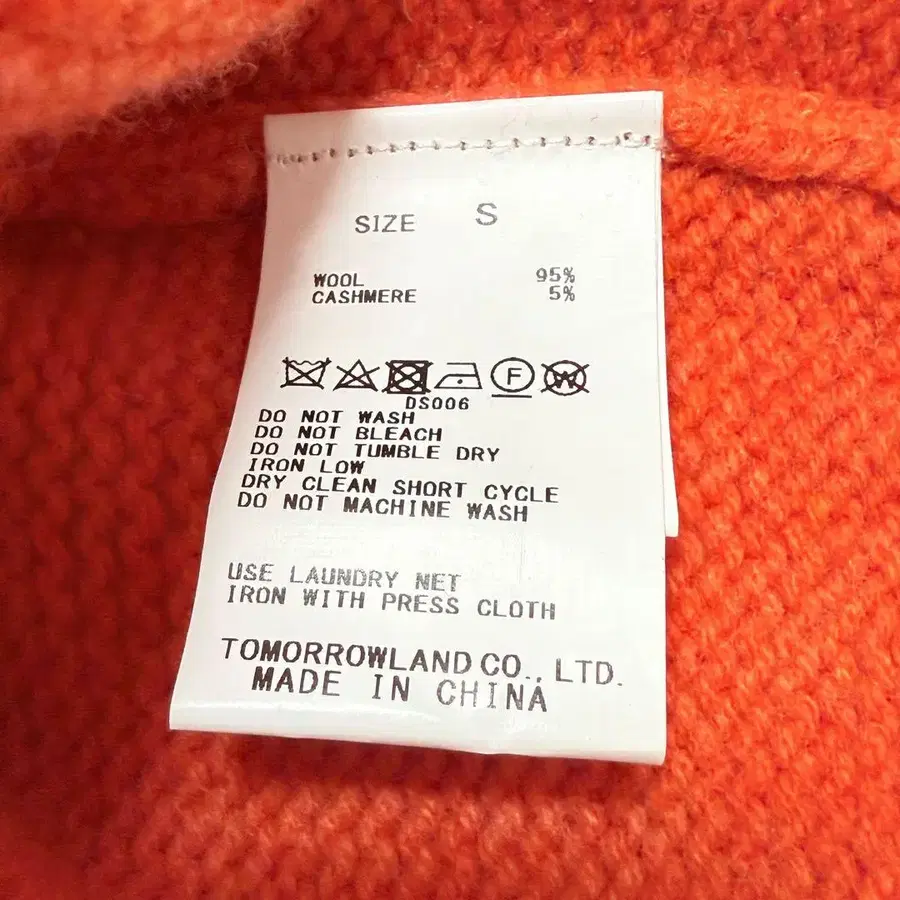 SIZE S
WOOL 95%
CASHMERE 5%
F W
DS006
DO NOT WASH
DO NOT BLEACH
DO NOT TUMBLE DRY
IRON LOW
DRY CLEAN SHORT CYCLE
DO NOT MACHINE WASH
USE LAUNDRY NET
IRON WITH PRESS CLOTH
TOMORROWLAND CO., LTD.
MADE IN CHINA